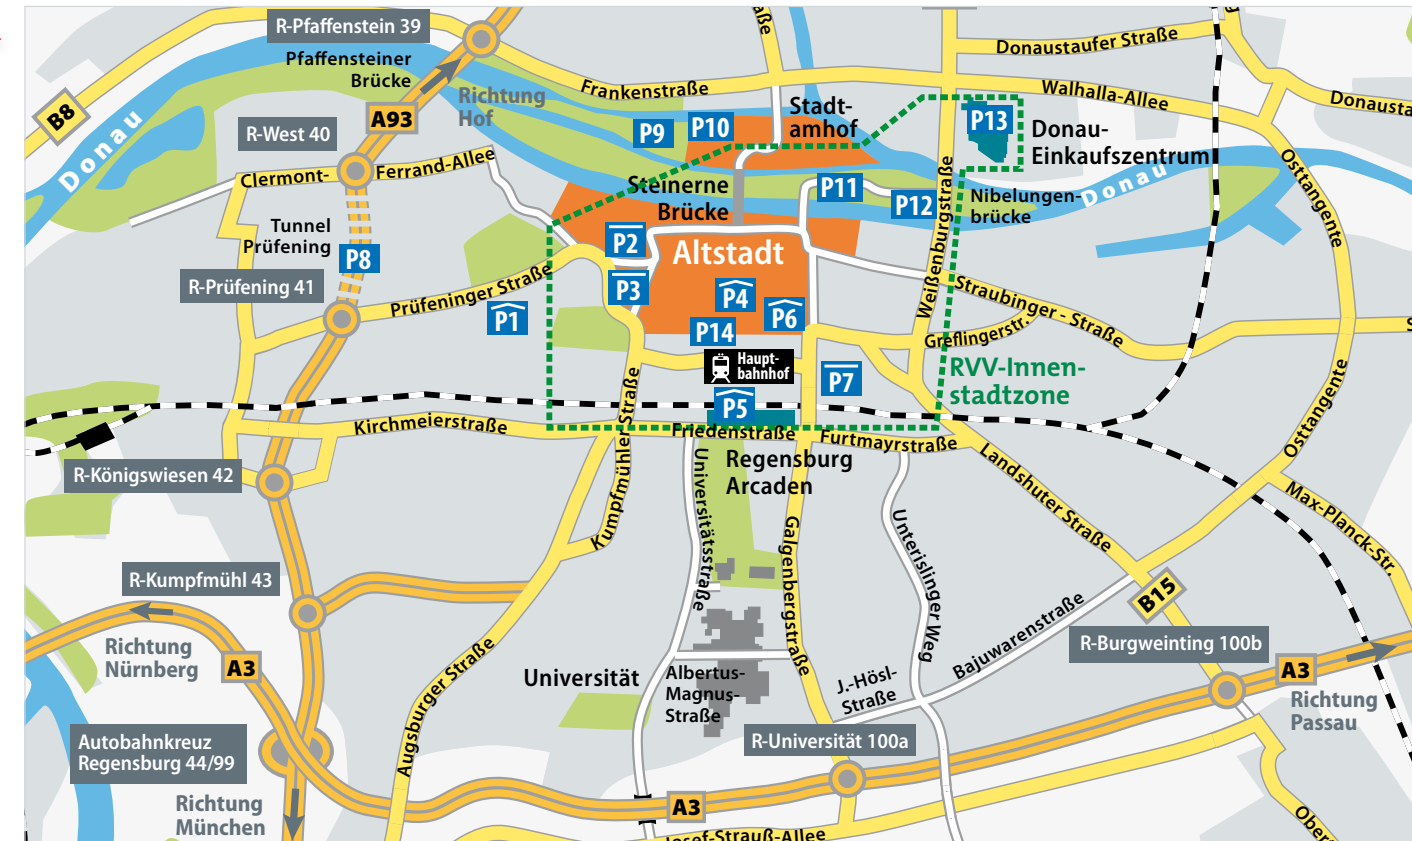 R-Pfaffenstein 39
Pfaffensteiner
Brücke
Donaustaufer Straße
Frankenstraße
Walhalla-Allee
Richtung
Hof
B8
A93
Stadt-
amhof
P9
P10
P13
Donau-
Einkaufszentrum
R-West 40
Donau
Clermont-
Ferrand-Allee
Steinerne
Brücke
P11
P12
Nibelungen-
brücke
Donau
Osttangente
Tunnel
Prüfening
P8
P2
Altstadt
Weißenburgstraße
R-Prüfening 41
Prüfeninger Straße
P1
P3
P4
P6
P14
Straubinger - Straße
Greflingerstr.
Haupt-
bahnhof
P7
RVV-Innen-
stadtzone
P5
Kirchmeierstraße
Kumpfmühler Straße
Friedenstraße
Furtmayrstraße
Osttangente
R-Königswiesen 42
Regensburg
Arcaden
Universitätsstraße
Galgenbergstraße
Unterislinger Weg
Landshuter Straße
Max-Planck-Str.
R-Kumpfmühl 43
B15
Richtung
Nürnberg
A3
Augsburger Straße
Universität
Albertus-
Magnus-
Straße
J.-Hösl-
Straße
Bajuwarenstraße
R-Burgweinting 100b
A3
Richtung
Passau
Autobahnkreuz
Regensburg 44/99
R-Universität 100a
Richtung
München
A3